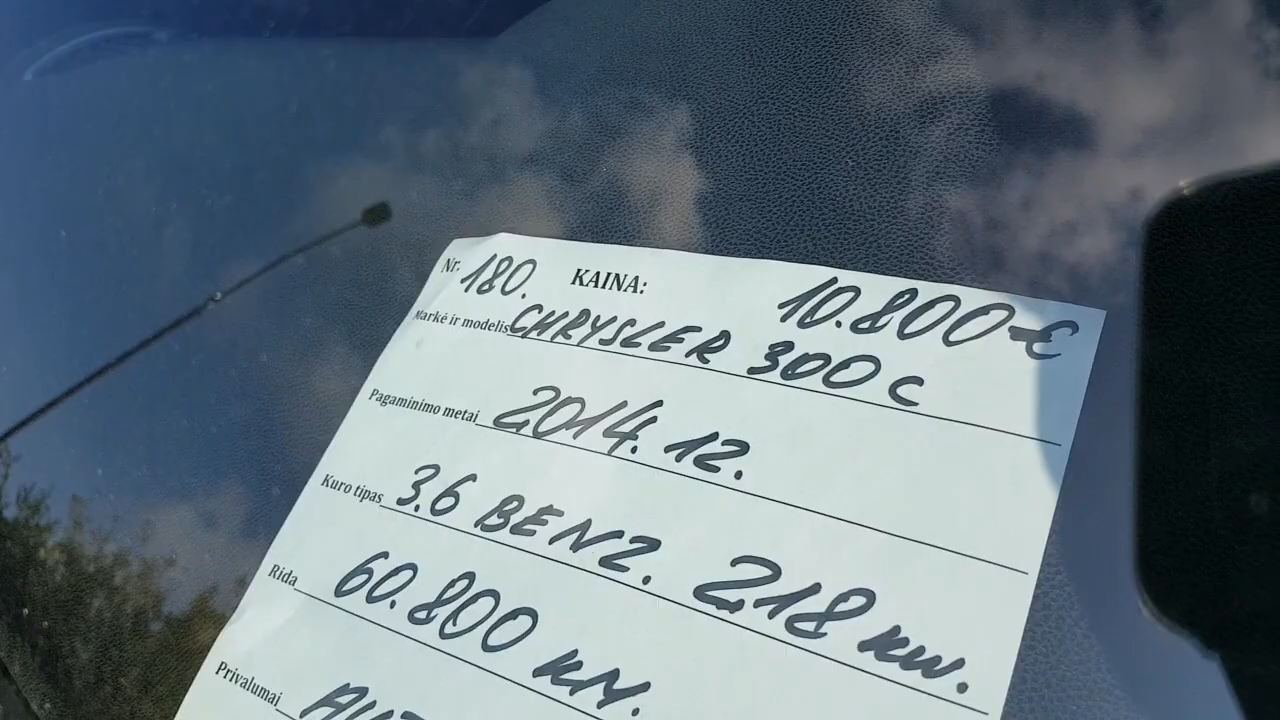 Nr. 180. KAINA: 10.800 €
Markė ir modelis CHRYSLER 300C
Pagaminimo metai 2014. 12.
Kuro tipas 3.6 BENZ. 218 KW.
Rida 60.800 KM.
Privalumai